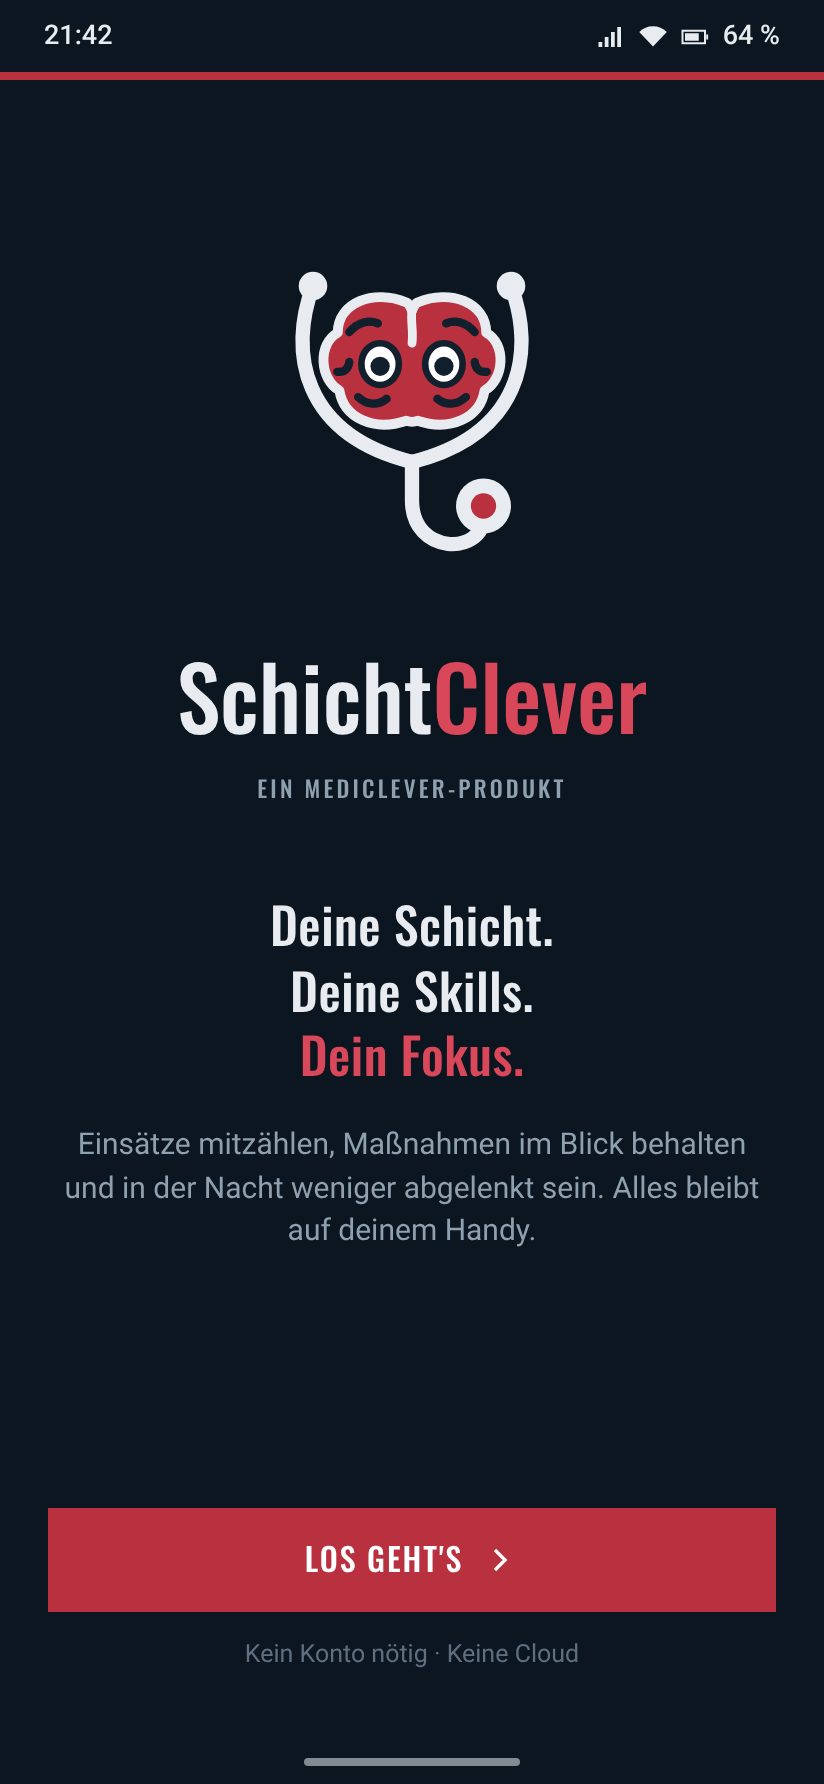 21:42 64 %
SchichtClever
EIN MEDICLEVER-PRODUKT
Deine Schicht.
Deine Skills.
Dein Fokus.
Einsätze mitzählen, Maßnahmen im Blick behalten
und in der Nacht weniger abgelenkt sein. Alles bleibt
auf deinem Handy.
LOS GEHT'S
Kein Konto nötig · Keine Cloud